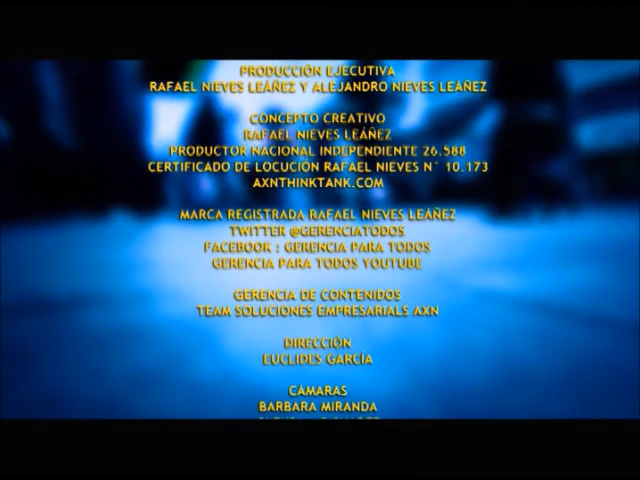 PRODUCCIÓN EJECUTIVA
RAFAEL NIEVES LEÁÑEZ Y ALEJANDRO NIEVES LEÁÑEZ
CONCEPTO CREATIVO
RAFAEL NIEVES LEÁÑEZ
PRODUCTOR NACIONAL INDEPENDIENTE 26.588
CERTIFICADO DE LOCUCIÓN RAFAEL NIEVES N° 10.173
AXNTHINKTANK.COM
MARCA REGISTRADA RAFAEL NIEVES LEÁÑEZ
TWITTER @GERENCIATODOS
FACEBOOK : GERENCIA PARA TODOS
GERENCIA PARA TODOS YOUTUBE
GERENCIA DE CONTENIDOS
TEAM SOLUCIONES EMPRESARIALS AXN
DIRECCIÓN
EUCLIDES GARCÍA
CÁMARAS
BARBARA MIRANDA